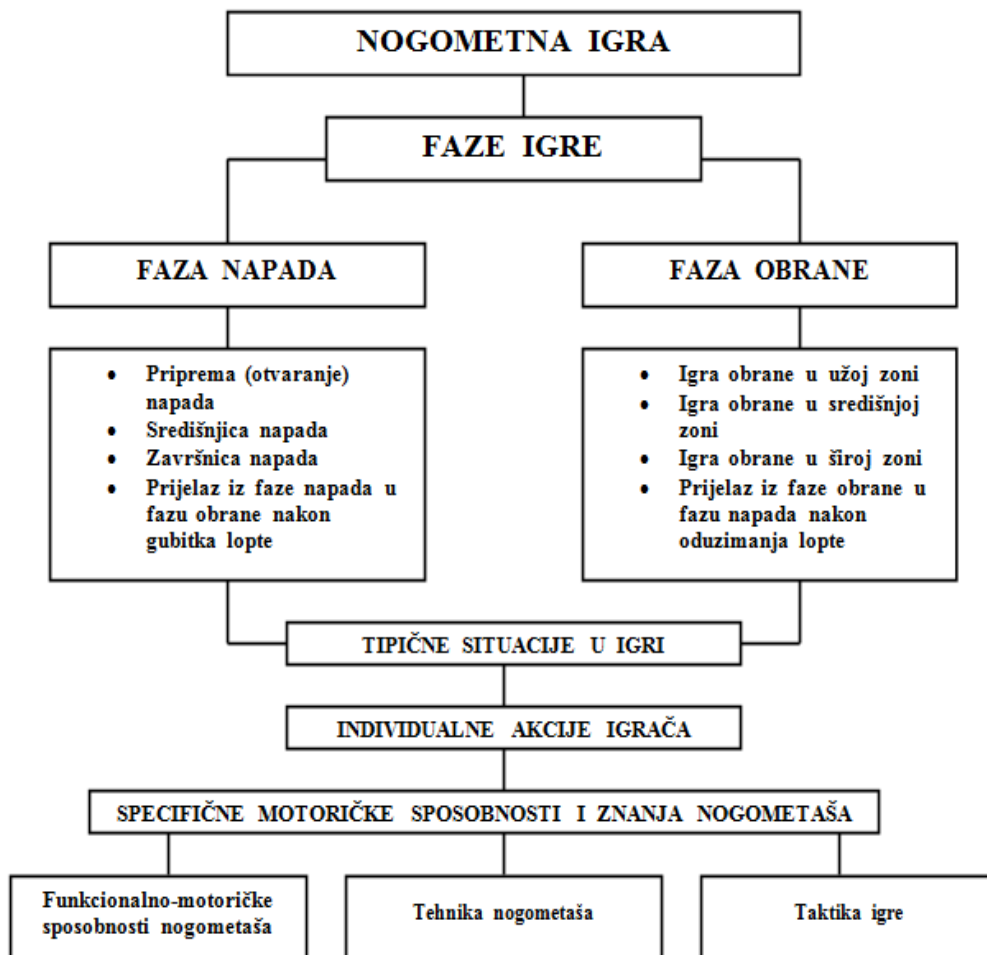 NOGOMETNA IGRA
FAZE IGRE
FAZA NAPADA
• Priprema (otvaranje)
napada
• Središnjica napada
• Završnica napada
• Prijelaz iz faze napada u
fazu obrane nakon
gubitka lopte
FAZA OBRANE
• Igra obrane u užoj zoni
• Igra obrane u središnjoj
zoni
• Igra obrane u široj zoni
• Prijelaz iz faze obrane u
fazu napada nakon
oduzimanja lopte
TIPIČNE SITUACIJE U IGRI
INDIVIDUALNE AKCIJE IGRAČA
SPECIFIČNE MOTORIČKE SPOSOBNOSTI I ZNANJA NOGOMETAŠA
Funkcionalno-motoričke
sposobnosti nogometaša
Tehnika nogometaša
Taktika igre